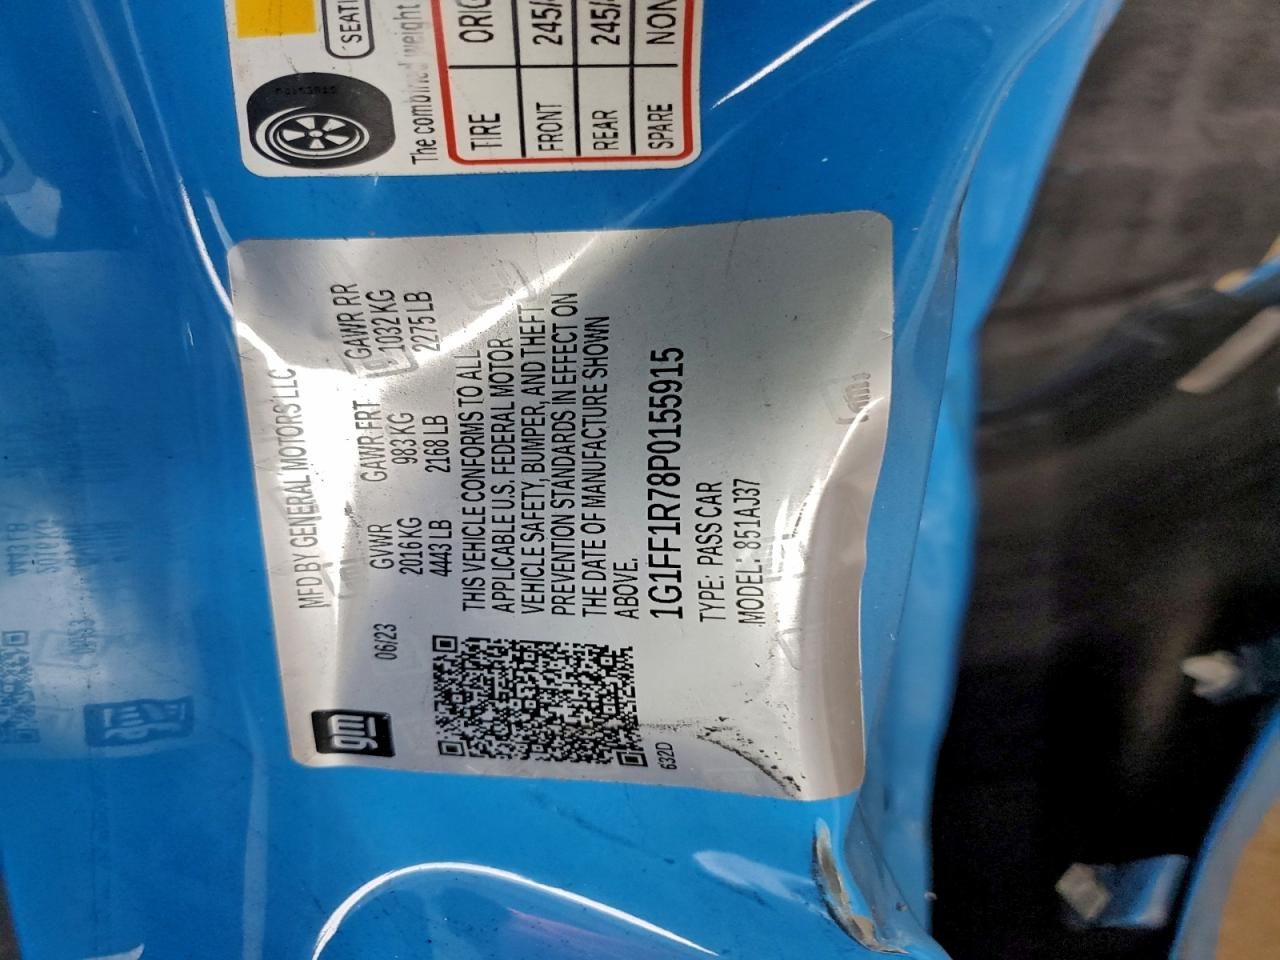 SEATI
The combined weight
TIRE ORG
FRONT 245/
REAR 245/
SPARE NON
gm
MFD BY GENERAL MOTORS LLC
06/23
GVWR GAWR FRT GAWR RR
2016 KG 983 KG 1032 KG
4443 LB 2168 LB 2275 LB
THIS VEHICLE CONFORMS TO ALL
APPLICABLE U.S. FEDERAL MOTOR
VEHICLE SAFETY, BUMPER, AND THEFT
PREVENTION STANDARDS IN EFFECT ON
THE DATE OF MANUFACTURE SHOWN
ABOVE.
632D
1G1FF1R78P0155915
TYPE: PASS CAR
MODEL: 851AJ37